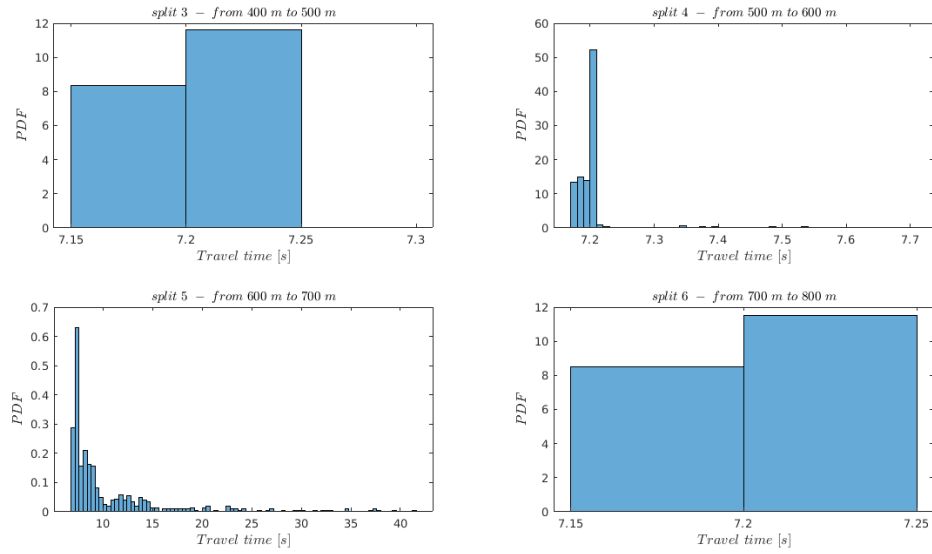 split 3 − from 400 m to 500 m
12
10
8
6
4
2
0
PDF
7.15 7.2 7.25 7.3
Travel time [s]
split 4 − from 500 m to 600 m
60
50
40
30
20
10
0
PDF
7.2 7.3 7.4 7.5 7.6 7.7
Travel time [s]
split 5 − from 600 m to 700 m
0.7
0.6
0.5
0.4
0.3
0.2
0.1
0
PDF
10 15 20 25 30 35 40
Travel time [s]
split 6 − from 700 m to 800 m
12
10
8
6
4
2
0
PDF
7.15 7.2 7.25
Travel time [s]